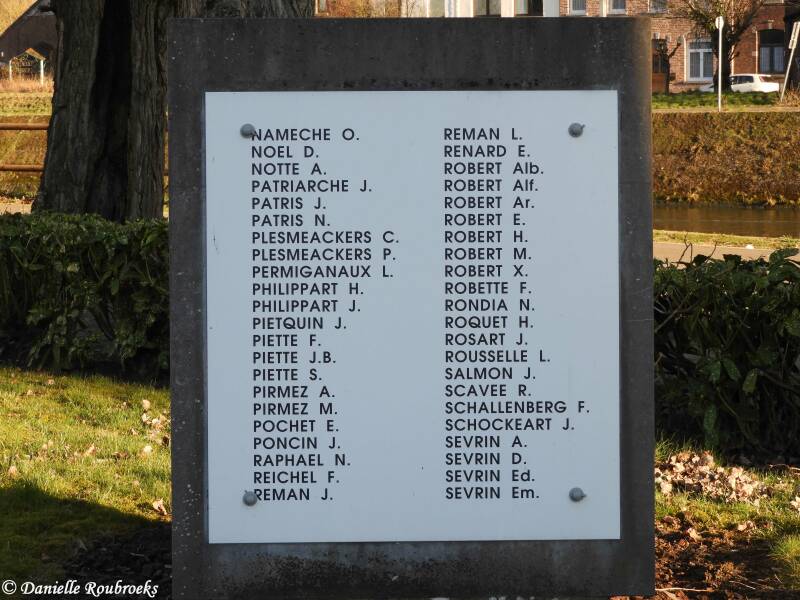 NAMECHE O.
NOEL D.
NOTTE A.
PATRIARCHE J.
PATRIS J.
PATRIS N.
PLESMEACKERS C.
PLESMEACKERS P.
PERMIGANAUX L.
PHILIPPART H.
PHILIPPART J.
PIETQUIN J.
PIETTE F.
PIETTE J.B.
PIETTE S.
PIRMEZ A.
PIRMEZ M.
POCHET E.
PONCIN J.
RAPHAEL N.
REICHEL F.
REMAN J.
REMAN L.
RENARD E.
ROBERT Alb.
ROBERT Alf.
ROBERT Ar.
ROBERT E.
ROBERT H.
ROBERT M.
ROBERT X.
ROBETTE F.
RONDIA N.
ROQUET H.
ROSART J.
ROUSSELLE L.
SALMON J.
SCAVEE R.
SCHALLENBERG F.
SCHOCKEART J.
SEVRIN A.
SEVRIN D.
SEVRIN Ed.
SEVRIN Em.
© Danielle Roubroeks